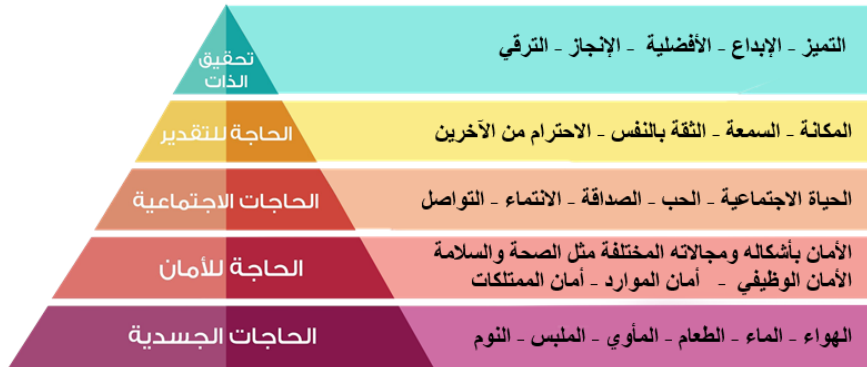 تحقيق
الذات
التميز - الإبداع - الأفضلية - الإنجاز - الترقي
الحاجة للتقدير
المكانة - السمعة - الثقة بالنفس - الاحترام من الآخرين
الحاجات الاجتماعية
الحياة الاجتماعية - الحب - الصداقة - الانتماء - التواصل
الحاجة للأمان
الأمان بأشكاله ومجالاته المختلفة مثل الصحة والسلامة
الأمان الوظيفي - أمان الموارد - أمان الممتلكات
الحاجات الجسدية
الهواء - الماء - الطعام - المأوي - الملبس - النوم